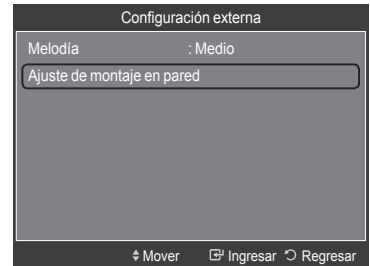 Configuración externa
Melodía : Medio
Ajuste de montaje en pared
Mover Ingresar Regresar